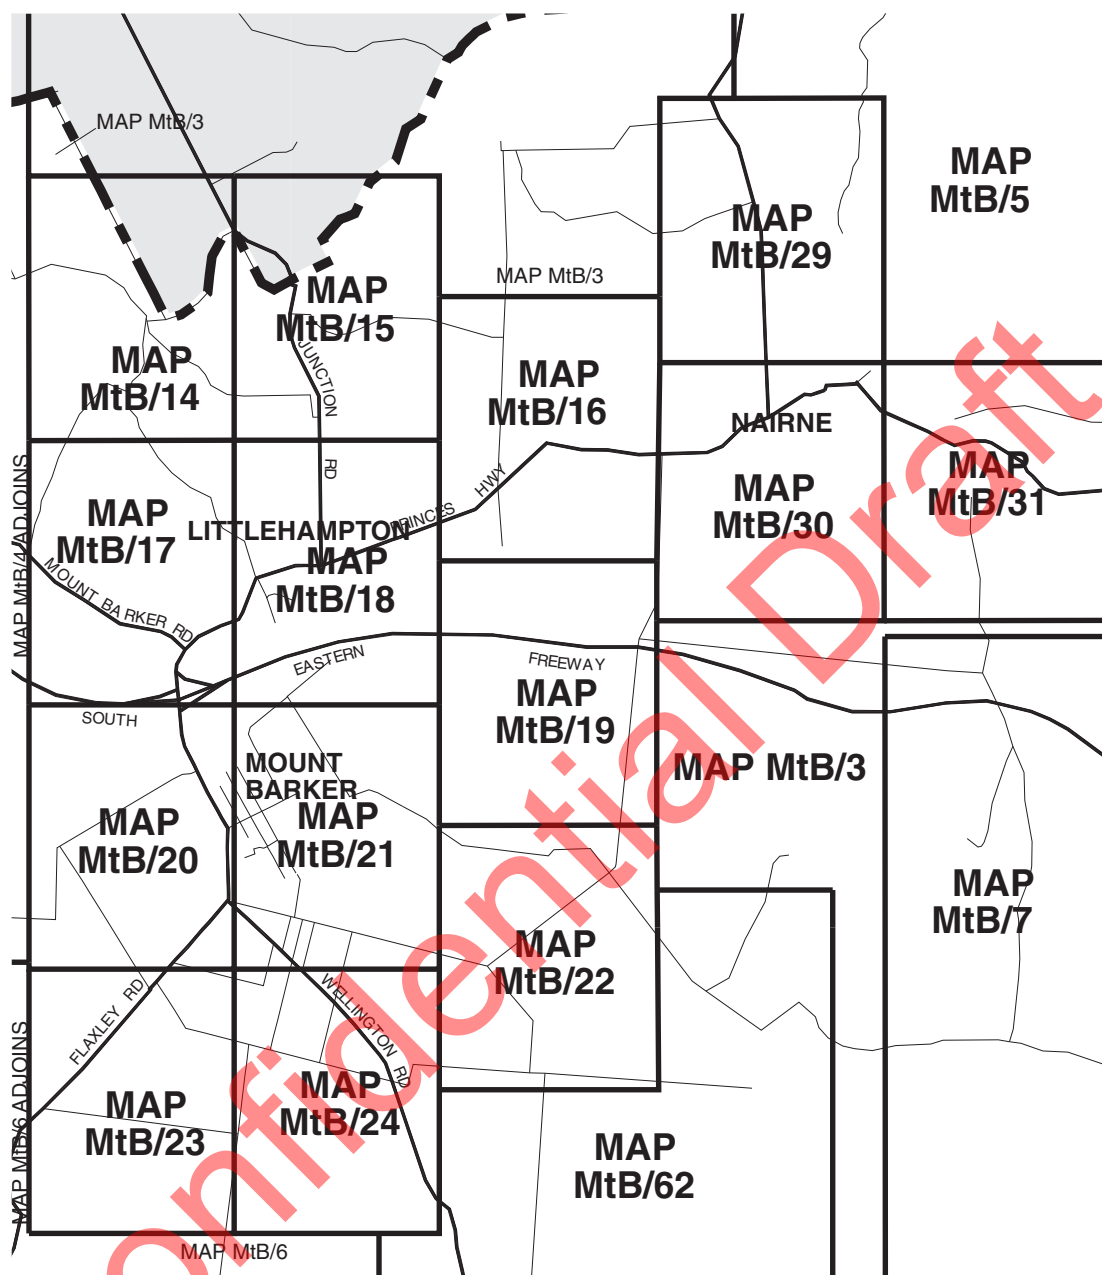 MAP MtB/3
MAP
MtB/5
MAP
MtB/29
MAP MtB/3
MAP
MtB/15
JUNCTION
RD
MAP
MtB/14
MAP
MtB/16
NAIRNE
MAP
MtB/31
MAP
MtB/30
HWY
PRINCES
MAP MtB/4 ADJOINS
MAP
MtB/17
LITTLEHAMPTON
MAP
MtB/18
MOUNT BARKER RD
EASTERN
FREEWAY
SOUTH
MAP
MtB/19
MAP MtB/3
MOUNT
BARKER
MAP
MtB/20
MAP
MtB/21
MAP
MtB/7
MAP
MtB/22
FLAXLEY RD
WELLINGTON RD
MAP MtB/6 ADJOINS
MAP
MtB/23
MAP
MtB/24
MAP
MtB/62
MAP MtB/6
onfidential Draft